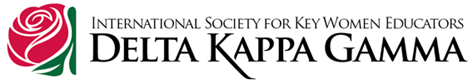 INTERNATIONAL SOCIETY FOR KEY WOMEN EDUCATORS
DELTA KAPPA GAMMA